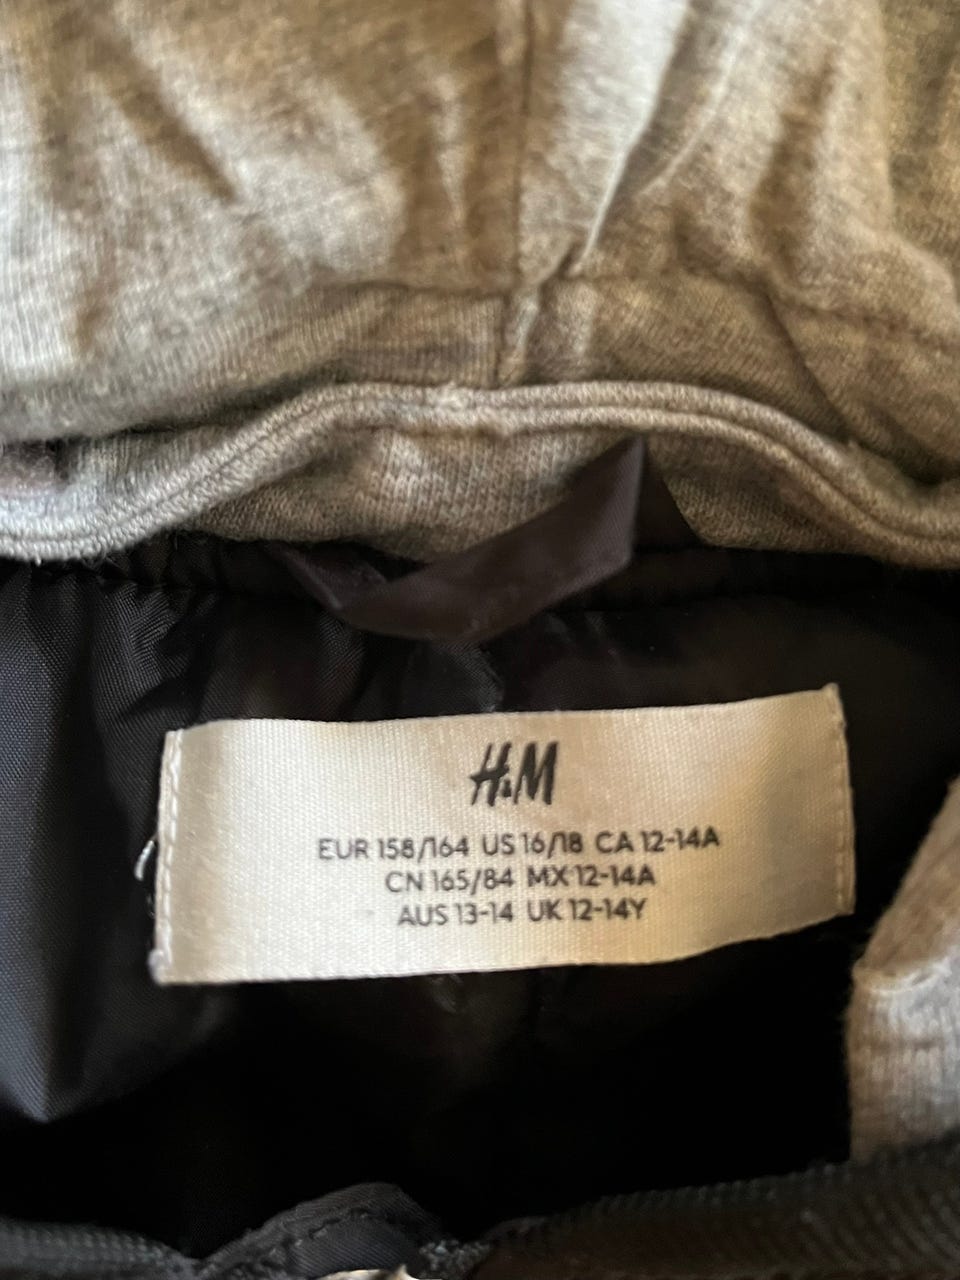 H&M
EUR 158/164 US 16/18 CA 12-14A
CN 165/84 MX 12-14A
AUS 13-14 UK 12-14Y